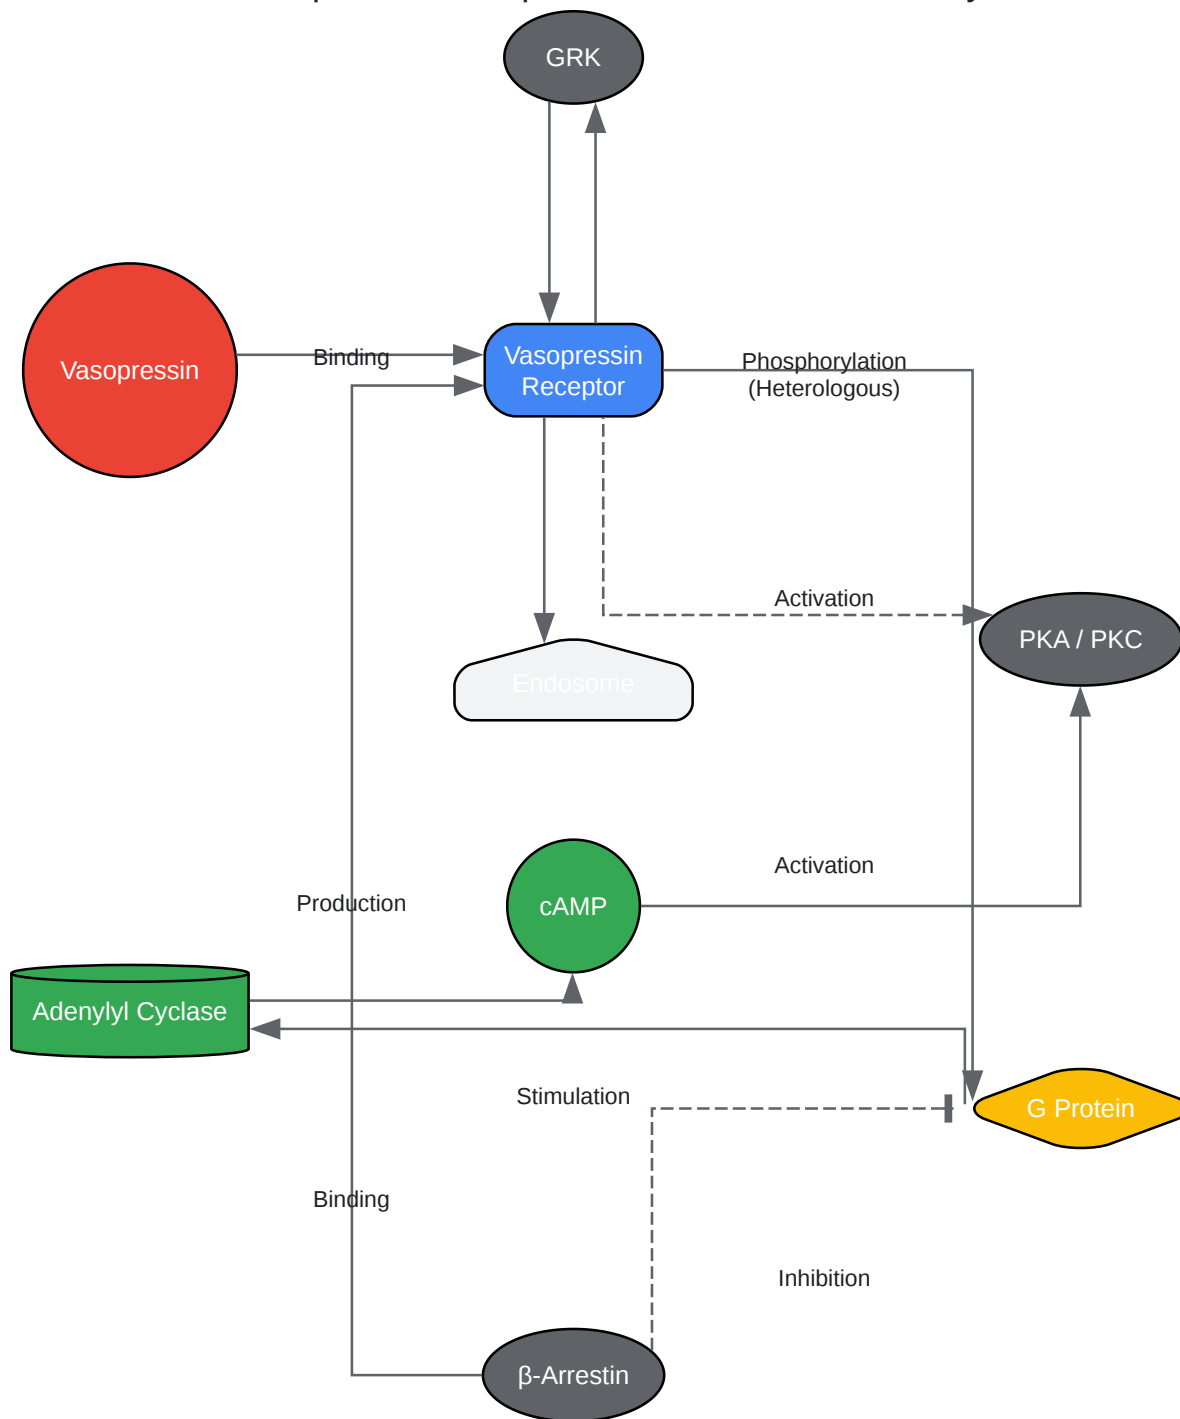 GRK
Vasopressin
Binding
Vasopressin
Receptor
Phosphorylation
(Heterologous)
Activation
PKA / PKC
Endosome
Activation
Production
cAMP
Adenylyl Cyclase
Stimulation
G Protein
Binding
Inhibition
β-Arrestin